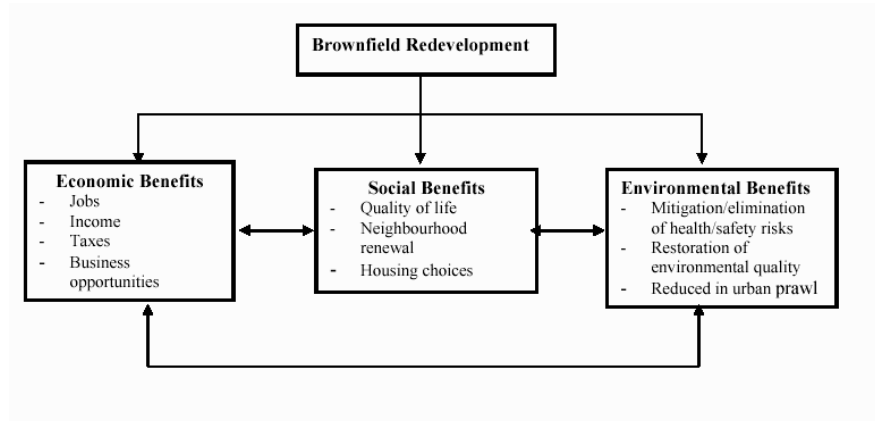 Brownfield Redevelopment
Economic Benefits
- Jobs
- Income
- Taxes
- Business
opportunities
Social Benefits
- Quality of life
- Neighbourhood
renewal
- Housing choices
Environmental Benefits
- Mitigation/elimination
of health/safety risks
- Restoration of
environmental quality
- Reduced in urban prawl